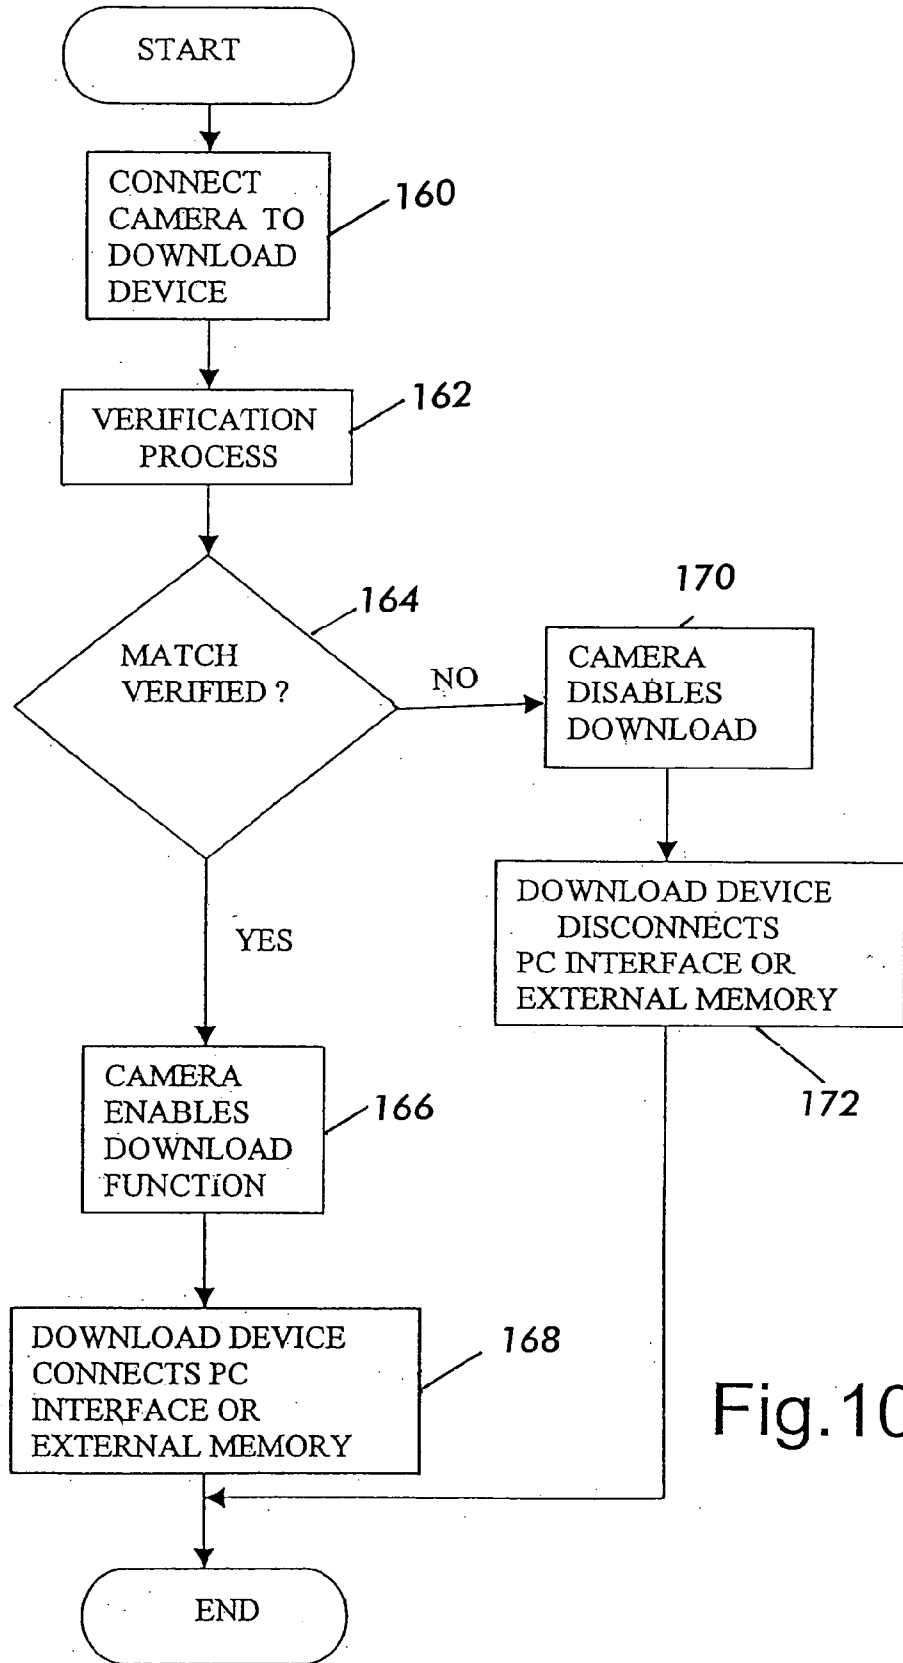 START
CONNECT
CAMERA TO
DOWNLOAD
DEVICE
160
VERIFICATION
PROCESS
162
MATCH
VERIFIED ?
164
NO
170
CAMERA
DISABLES
DOWNLOAD
DOWNLOAD DEVICE
DISCONNECTS
PC INTERFACE OR
EXTERNAL MEMORY
172
YES
CAMERA
ENABLES
DOWNLOAD
FUNCTION
166
DOWNLOAD DEVICE
CONNECTS PC
INTERFACE OR
EXTERNAL MEMORY
168
Fig.10
END